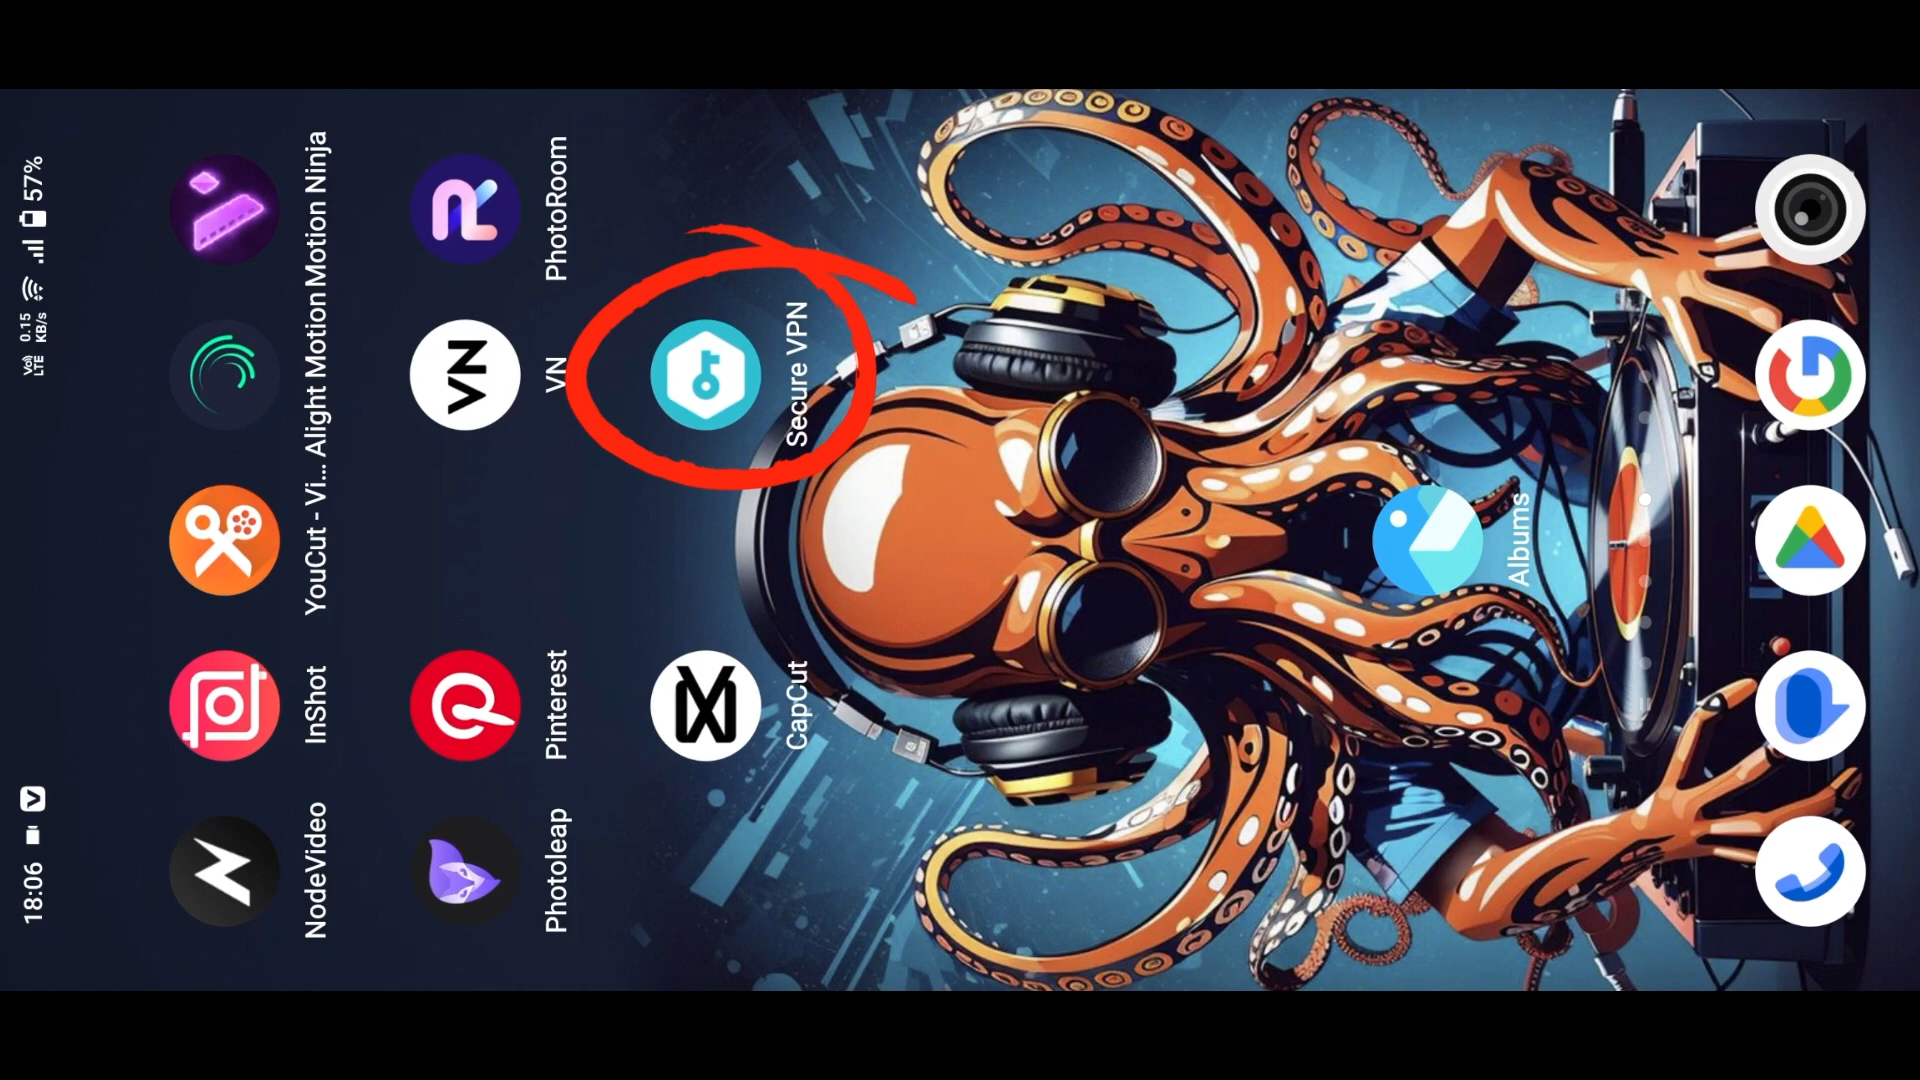 18:06
VoLTE 0.15 KB/s 57%
NodeVideo
InShot
YouCut - Vi...
Alight Motion
Motion Ninja
Photoleap
Pinterest
VN
PhotoRoom
CapCut
Secure VPN
Albums